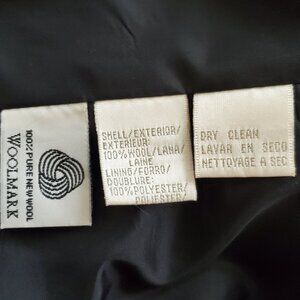 100% PURE NEW WOOL
WOOLMARK
SHELL/EXTERIOR/
EXTERIEUR:
100% WOOL/LANA/
LAINE
LINING/FORRO/
DOUBLURE:
100% POLYESTER/
POLIESTER/
DRY CLEAN
LAVAR EN SECO
NETTOYAGE A SEC